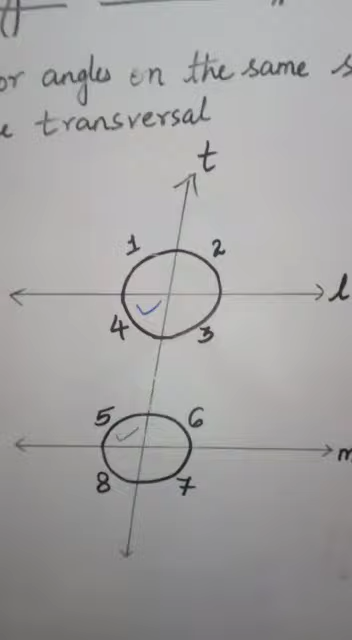 or angles on the same s
transversal
t
1 2
l
4 3
5 6
m
8 7